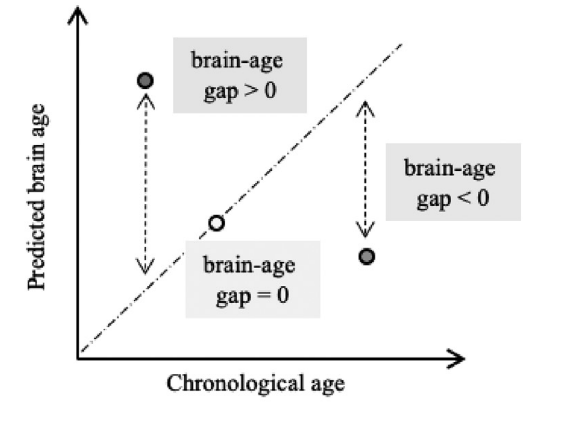 brain-age
gap > 0
brain-age
gap < 0
brain-age
gap = 0
Predicted brain age
Chronological age